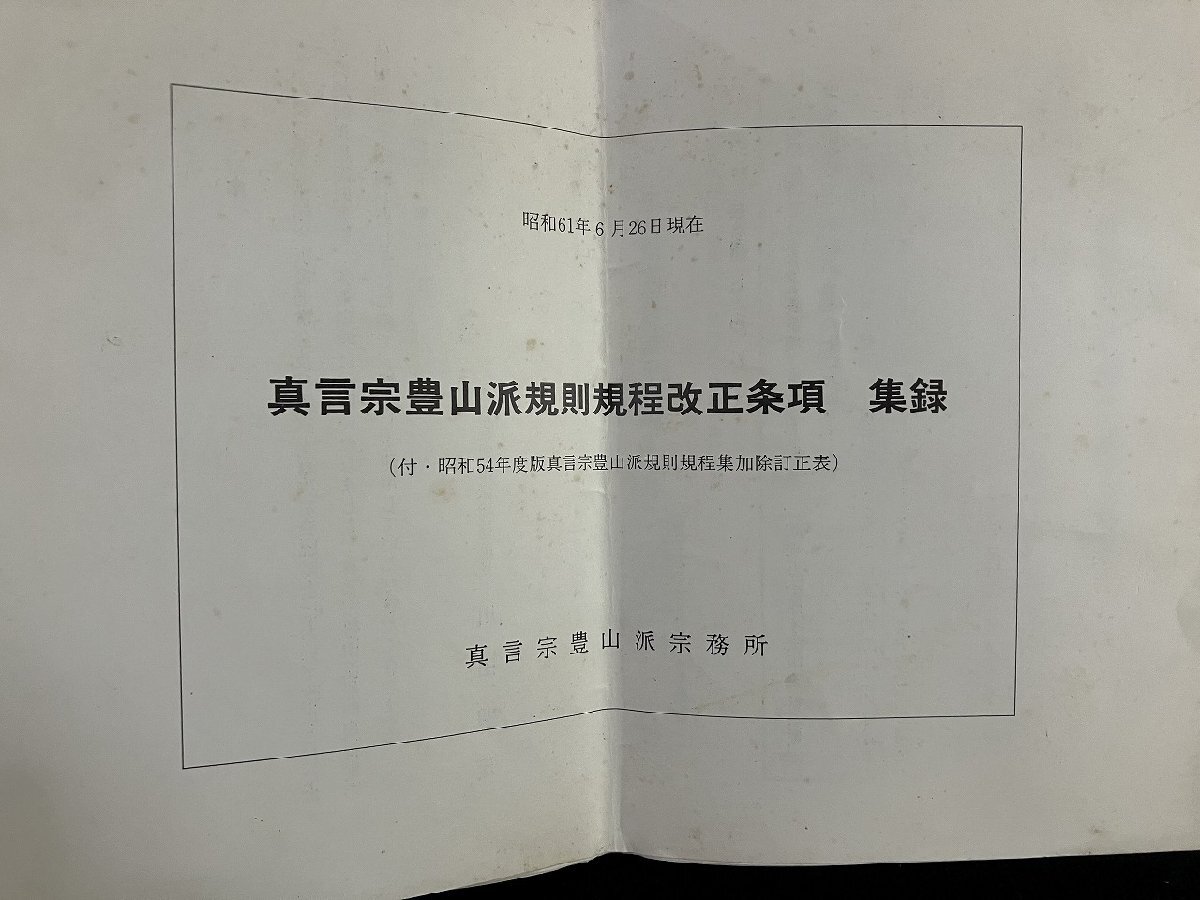 昭和61年6月26日現在
真言宗豊山派規則規程改正条項　集録
(付・昭和54年度版真言宗豊山派規則規程集加除訂正表)
真言宗豊山派宗務所